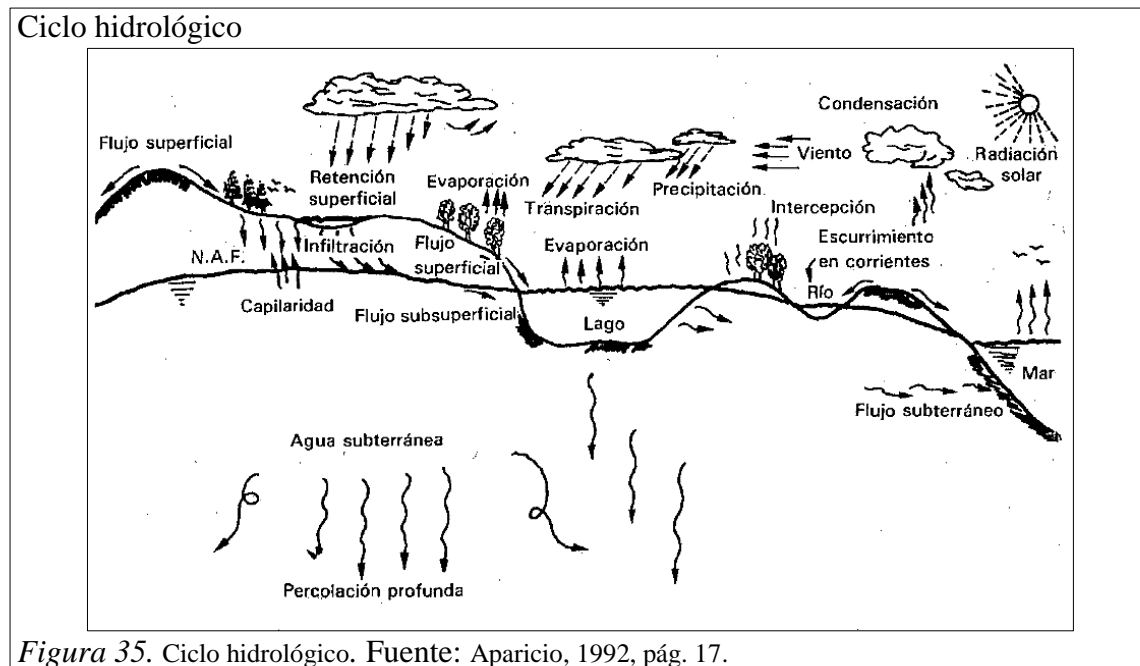 Ciclo hidrológico
Condensación
Flujo superficial
Viento
Radiación
solar
Retención
superficial
Evaporación
Precipitación.
Transpiración
Intercepción
Infiltración
Flujo
superficial
Evaporación
Escurrimiento
en corrientes
N.A.F.
Río
Capilaridad
Flujo subsuperficial
Lago
Mar
Flujo subterráneo
Agua subterránea
Percolación profunda
Figura 35. Ciclo hidrológico. Fuente: Aparicio, 1992, pág. 17.